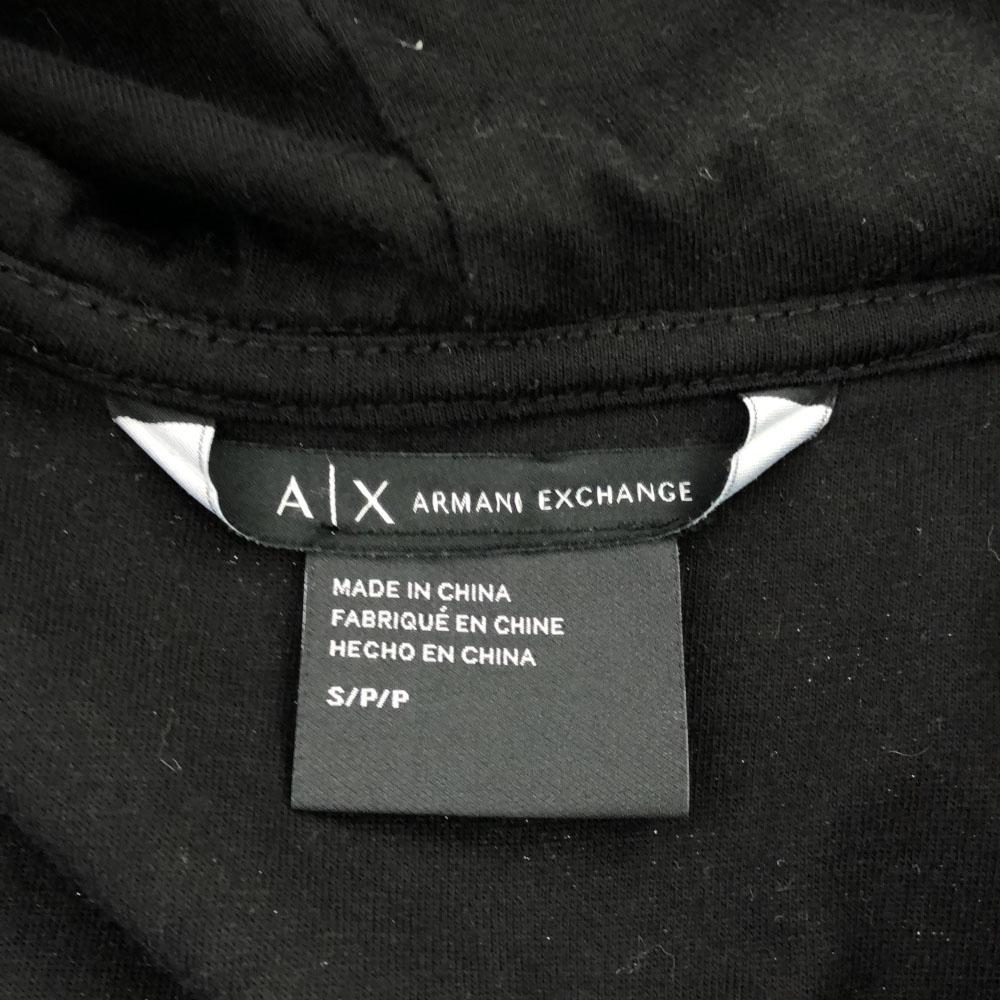 A|X ARMANI EXCHANGE
MADE IN CHINA
FABRIQUÉ EN CHINE
HECHO EN CHINA
S/P/P